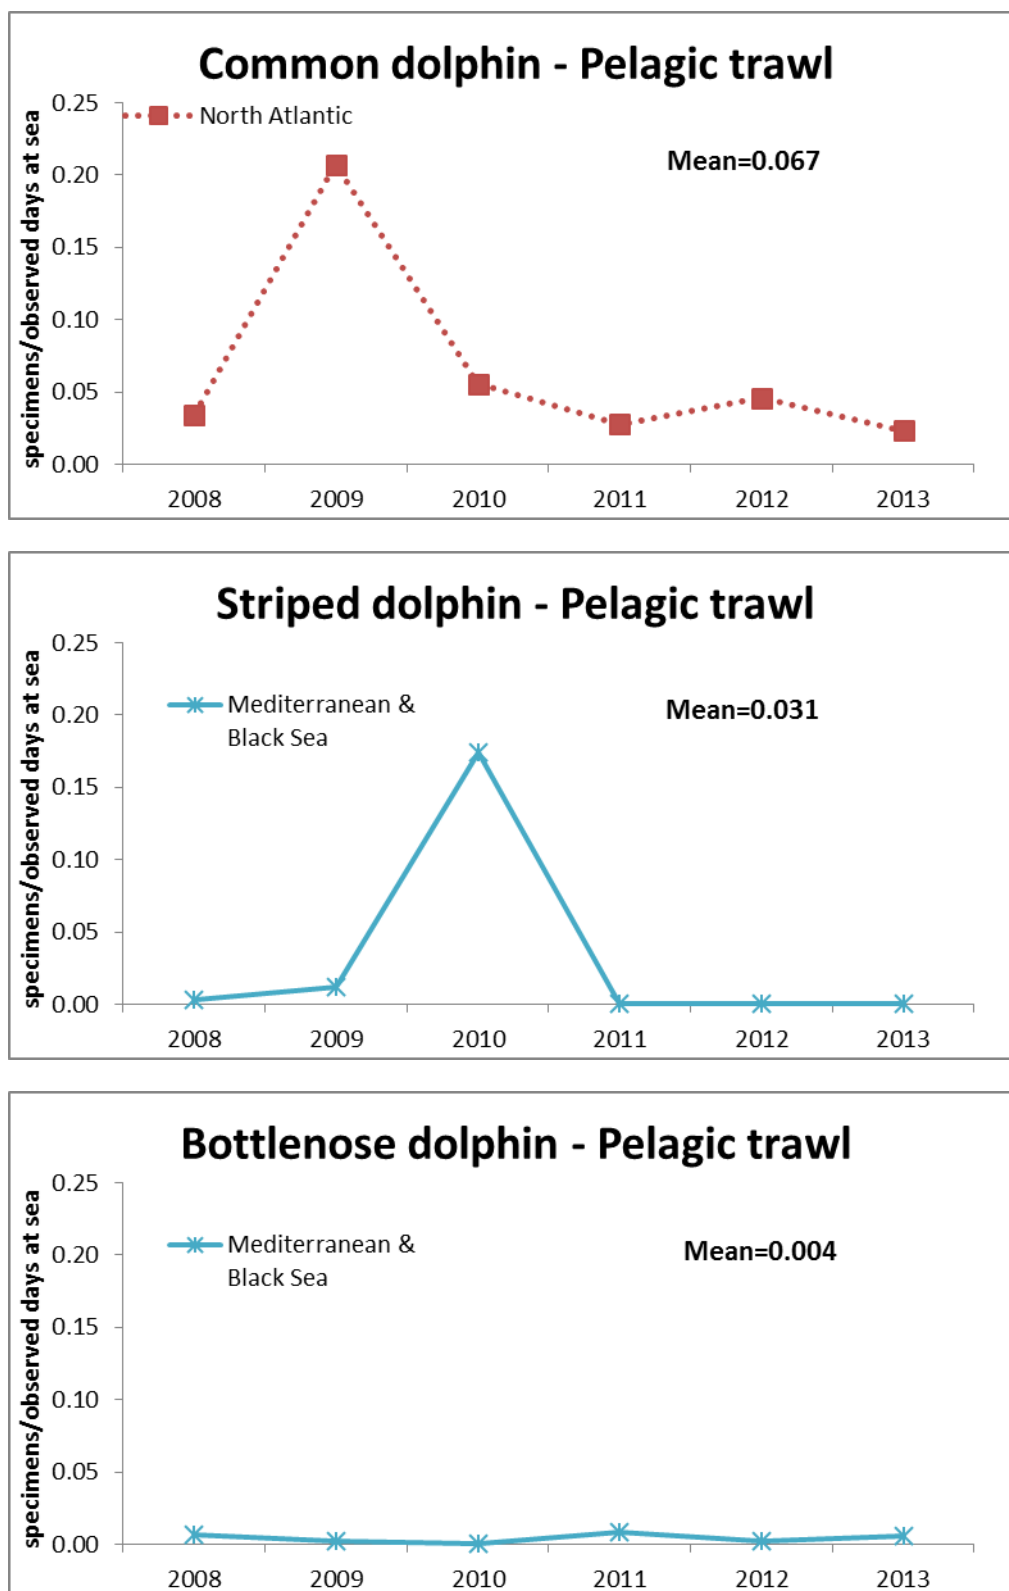 Common dolphin - Pelagic trawl
specimens/observed days at sea
0.25
0.20
0.15
0.10
0.05
0.00
North Atlantic
Mean=0.067
2008 2009 2010 2011 2012 2013
Striped dolphin - Pelagic trawl
specimens/observed days at sea
0.25
0.20
0.15
0.10
0.05
0.00
Mediterranean &
Black Sea
Mean=0.031
2008 2009 2010 2011 2012 2013
Bottlenose dolphin - Pelagic trawl
specimens/observed days at sea
0.25
0.20
0.15
0.10
0.05
0.00
Mediterranean &
Black Sea
Mean=0.004
2008 2009 2010 2011 2012 2013